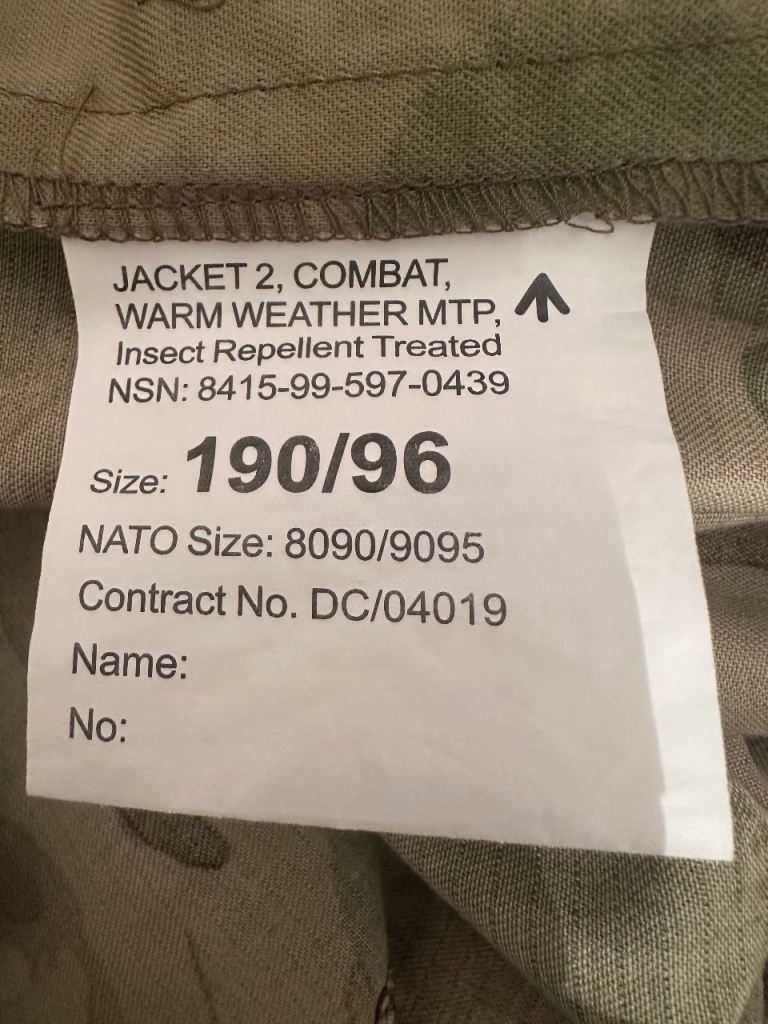 JACKET 2, COMBAT,
WARM WEATHER MTP,
Insect Repellent Treated
NSN: 8415-99-597-0439
Size: 190/96
NATO Size: 8090/9095
Contract No. DC/04019
Name:
No: